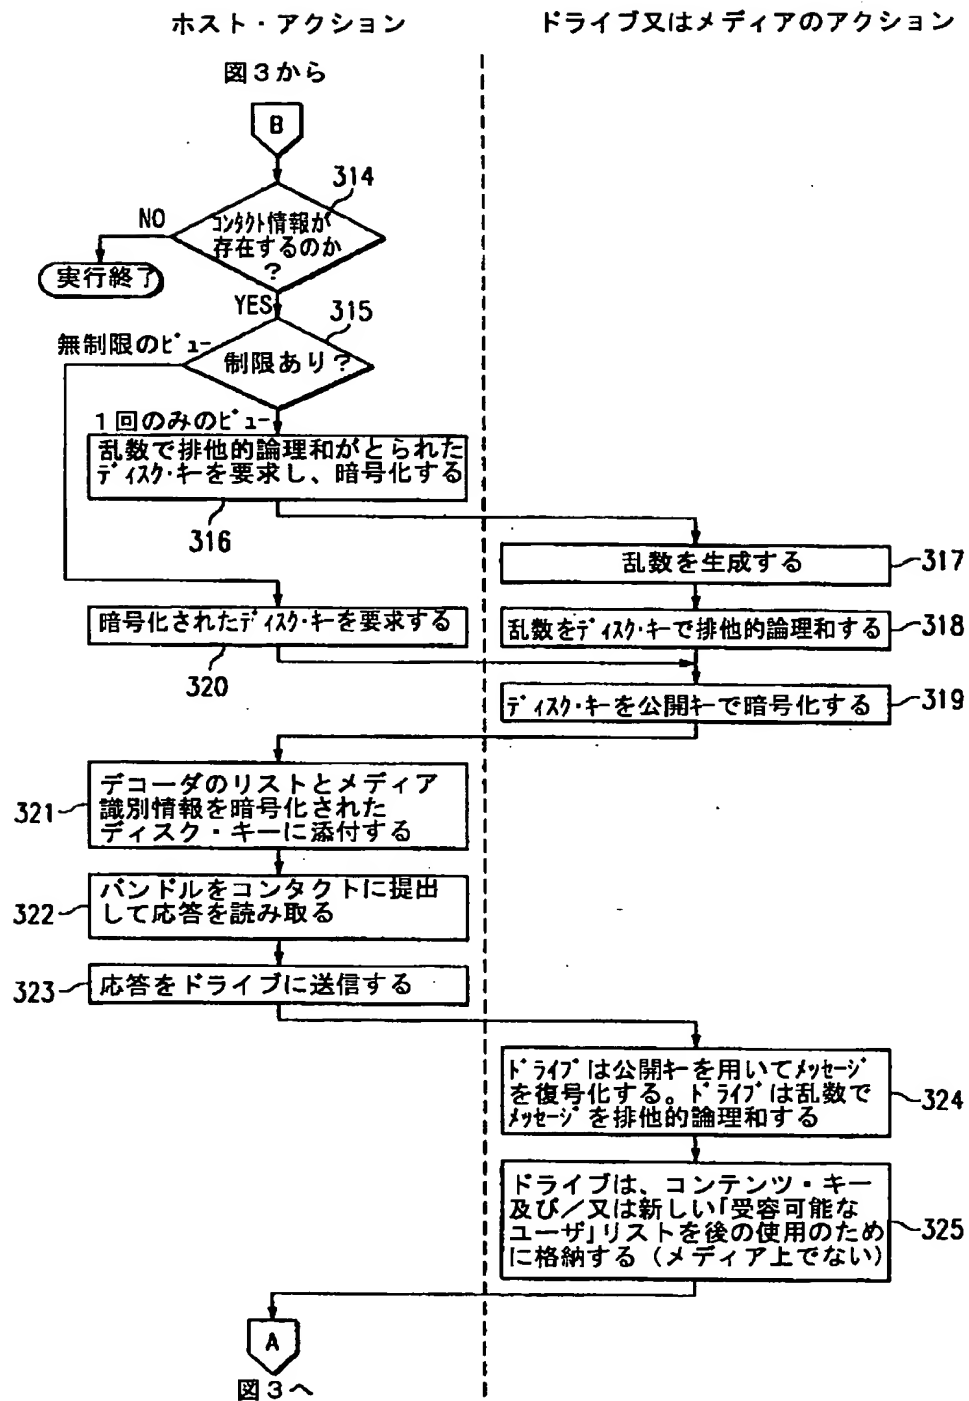 ホスト・アクション
ドライブ又はメディアのアクション
図3から
B
314
コンタクト情報が
存在するのか
?
NO
実行終了
YES
315
無制限のビュー
制限あり?
1回のみのビュー
乱数で排他的論理和がとられた
ディスク・キーを要求し、暗号化する
316
乱数を生成する
317
暗号化されたディスク・キーを要求する
320
乱数をディスク・キーで排他的論理和する
318
ディスク・キーを公開キーで暗号化する
319
デコーダのリストとメディア
識別情報を暗号化された
ディスク・キーに添付する
321
バンドルをコンタクトに提出
して応答を読み取る
322
応答をドライブに送信する
323
ドライブは公開キーを用いてメッセージ
を復号化する。ドライブは乱数で
メッセージを排他的論理和する
324
ドライブは、コンテンツ・キー
及び/又は新しい「受容可能な
ユーザ」リストを後の使用のため
に格納する(メディア上でない)
325
A
図3へ